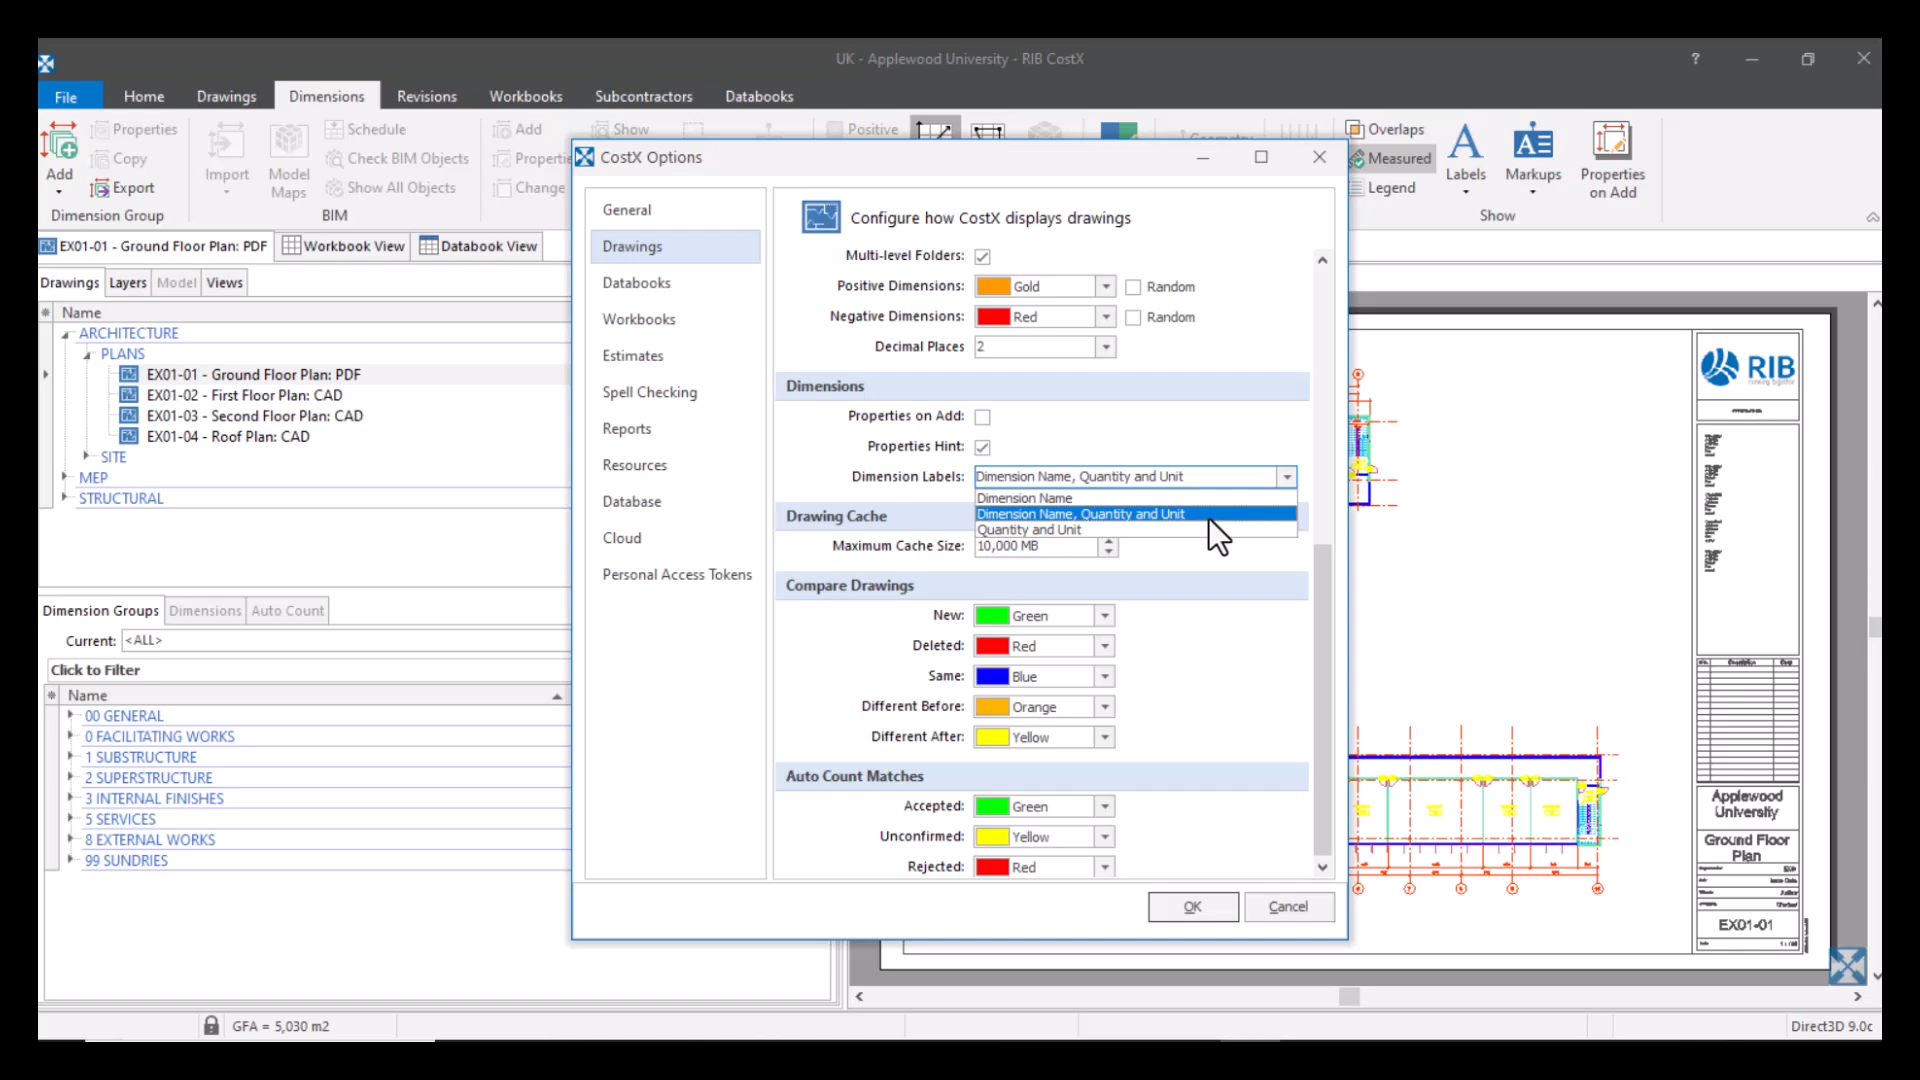 UK - Applewood University - RIB CostX
?
File
Home
Drawings
Dimensions
Revisions
Workbooks
Subcontractors
Databooks
Add
Properties
Copy
Export
Dimension Group
Import
Model
Maps
Schedule
Check BIM Objects
Show All Objects
BIM
Add
Change
Show
Positive
Overlaps
Measured
Legend
Labels
Markups
Properties
on Add
Show
EX01-01 - Ground Floor Plan: PDF
Workbook View
Databook View
Drawings
Layers
Model
Views
Name
ARCHITECTURE
PLANS
EX01-01 - Ground Floor Plan: PDF
EX01-02 - First Floor Plan: CAD
EX01-03 - Second Floor Plan: CAD
EX01-04 - Roof Plan: CAD
SITE
MEP
STRUCTURAL
Dimension Groups
Dimensions
Auto Count
Current: <ALL>
Click to Filter
Name
00 GENERAL
0 FACILITATING WORKS
1 SUBSTRUCTURE
2 SUPERSTRUCTURE
3 INTERNAL FINISHES
5 SERVICES
8 EXTERNAL WORKS
99 SUNDRIES
CostX Options
General
Drawings
Databooks
Workbooks
Estimates
Spell Checking
Reports
Resources
Database
Cloud
Personal Access Tokens
Configure how CostX displays drawings
Multi-level Folders:
Positive Dimensions: Gold Random
Negative Dimensions: Red Random
Decimal Places 2
Dimensions
Properties on Add:
Properties Hint:
Dimension Labels: Dimension Name, Quantity and Unit
Dimension Name
Dimension Name, Quantity and Unit
Quantity and Unit
Drawing Cache
Maximum Cache Size: 10,000 MB
Compare Drawings
New: Green
Deleted: Red
Same: Blue
Different Before: Orange
Different After: Yellow
Auto Count Matches
Accepted: Green
Unconfirmed: Yellow
Rejected: Red
OK
Cancel
RIB
Applewood
University
Ground Floor
Plan
EX01-01
GFA = 5,030 m2
Direct3D 9.0c